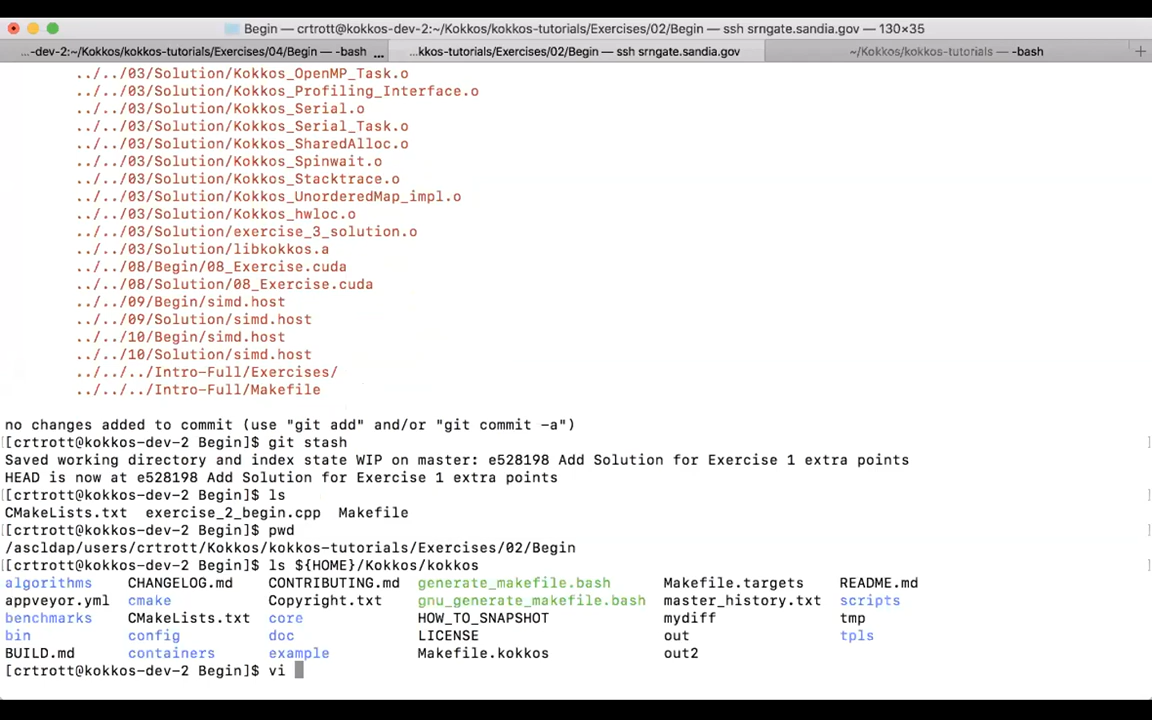 Begin — crtrott@kokkos-dev-2:~/Kokkos/kokkos-tutorials/Exercises/02/Begin — ssh srngate.sandia.gov — 130×35
-dev-2:~/Kokkos/kokkos-tutorials/Exercises/04/Begin — -bash ... ...kkos-tutorials/Exercises/02/Begin — ssh srngate.sandia.gov ~/Kokkos/kokkos-tutorials — -bash +
../../03/Solution/Kokkos_OpenMP_Task.o
../../03/Solution/Kokkos_Profiling_Interface.o
../../03/Solution/Kokkos_Serial.o
../../03/Solution/Kokkos_Serial_Task.o
../../03/Solution/Kokkos_SharedAlloc.o
../../03/Solution/Kokkos_Spinwait.o
../../03/Solution/Kokkos_Stacktrace.o
../../03/Solution/Kokkos_UnorderedMap_impl.o
../../03/Solution/Kokkos_hwloc.o
../../03/Solution/exercise_3_solution.o
../../03/Solution/libkokkos.a
../../08/Begin/08_Exercise.cuda
../../08/Solution/08_Exercise.cuda
../../09/Begin/simd.host
../../09/Solution/simd.host
../../10/Begin/simd.host
../../10/Solution/simd.host
../../../Intro-Full/Exercises/
../../../Intro-Full/Makefile
no changes added to commit (use "git add" and/or "git commit -a")
[crtrott@kokkos-dev-2 Begin]$ git stash
Saved working directory and index state WIP on master: e528198 Add Solution for Exercise 1 extra points
HEAD is now at e528198 Add Solution for Exercise 1 extra points
[crtrott@kokkos-dev-2 Begin]$ ls
CMakeLists.txt exercise_2_begin.cpp Makefile
[crtrott@kokkos-dev-2 Begin]$ pwd
/ascldap/users/crtrott/Kokkos/kokkos-tutorials/Exercises/02/Begin
[crtrott@kokkos-dev-2 Begin]$ ls ${HOME}/Kokkos/kokkos
algorithms CHANGELOG.md CONTRIBUTING.md generate_makefile.bash Makefile.targets README.md
appveyor.yml cmake Copyright.txt gnu_generate_makefile.bash master_history.txt scripts
benchmarks CMakeLists.txt core HOW_TO_SNAPSHOT mydiff tmp
bin config doc LICENSE out tpls
BUILD.md containers example Makefile.kokkos out2
[crtrott@kokkos-dev-2 Begin]$ vi